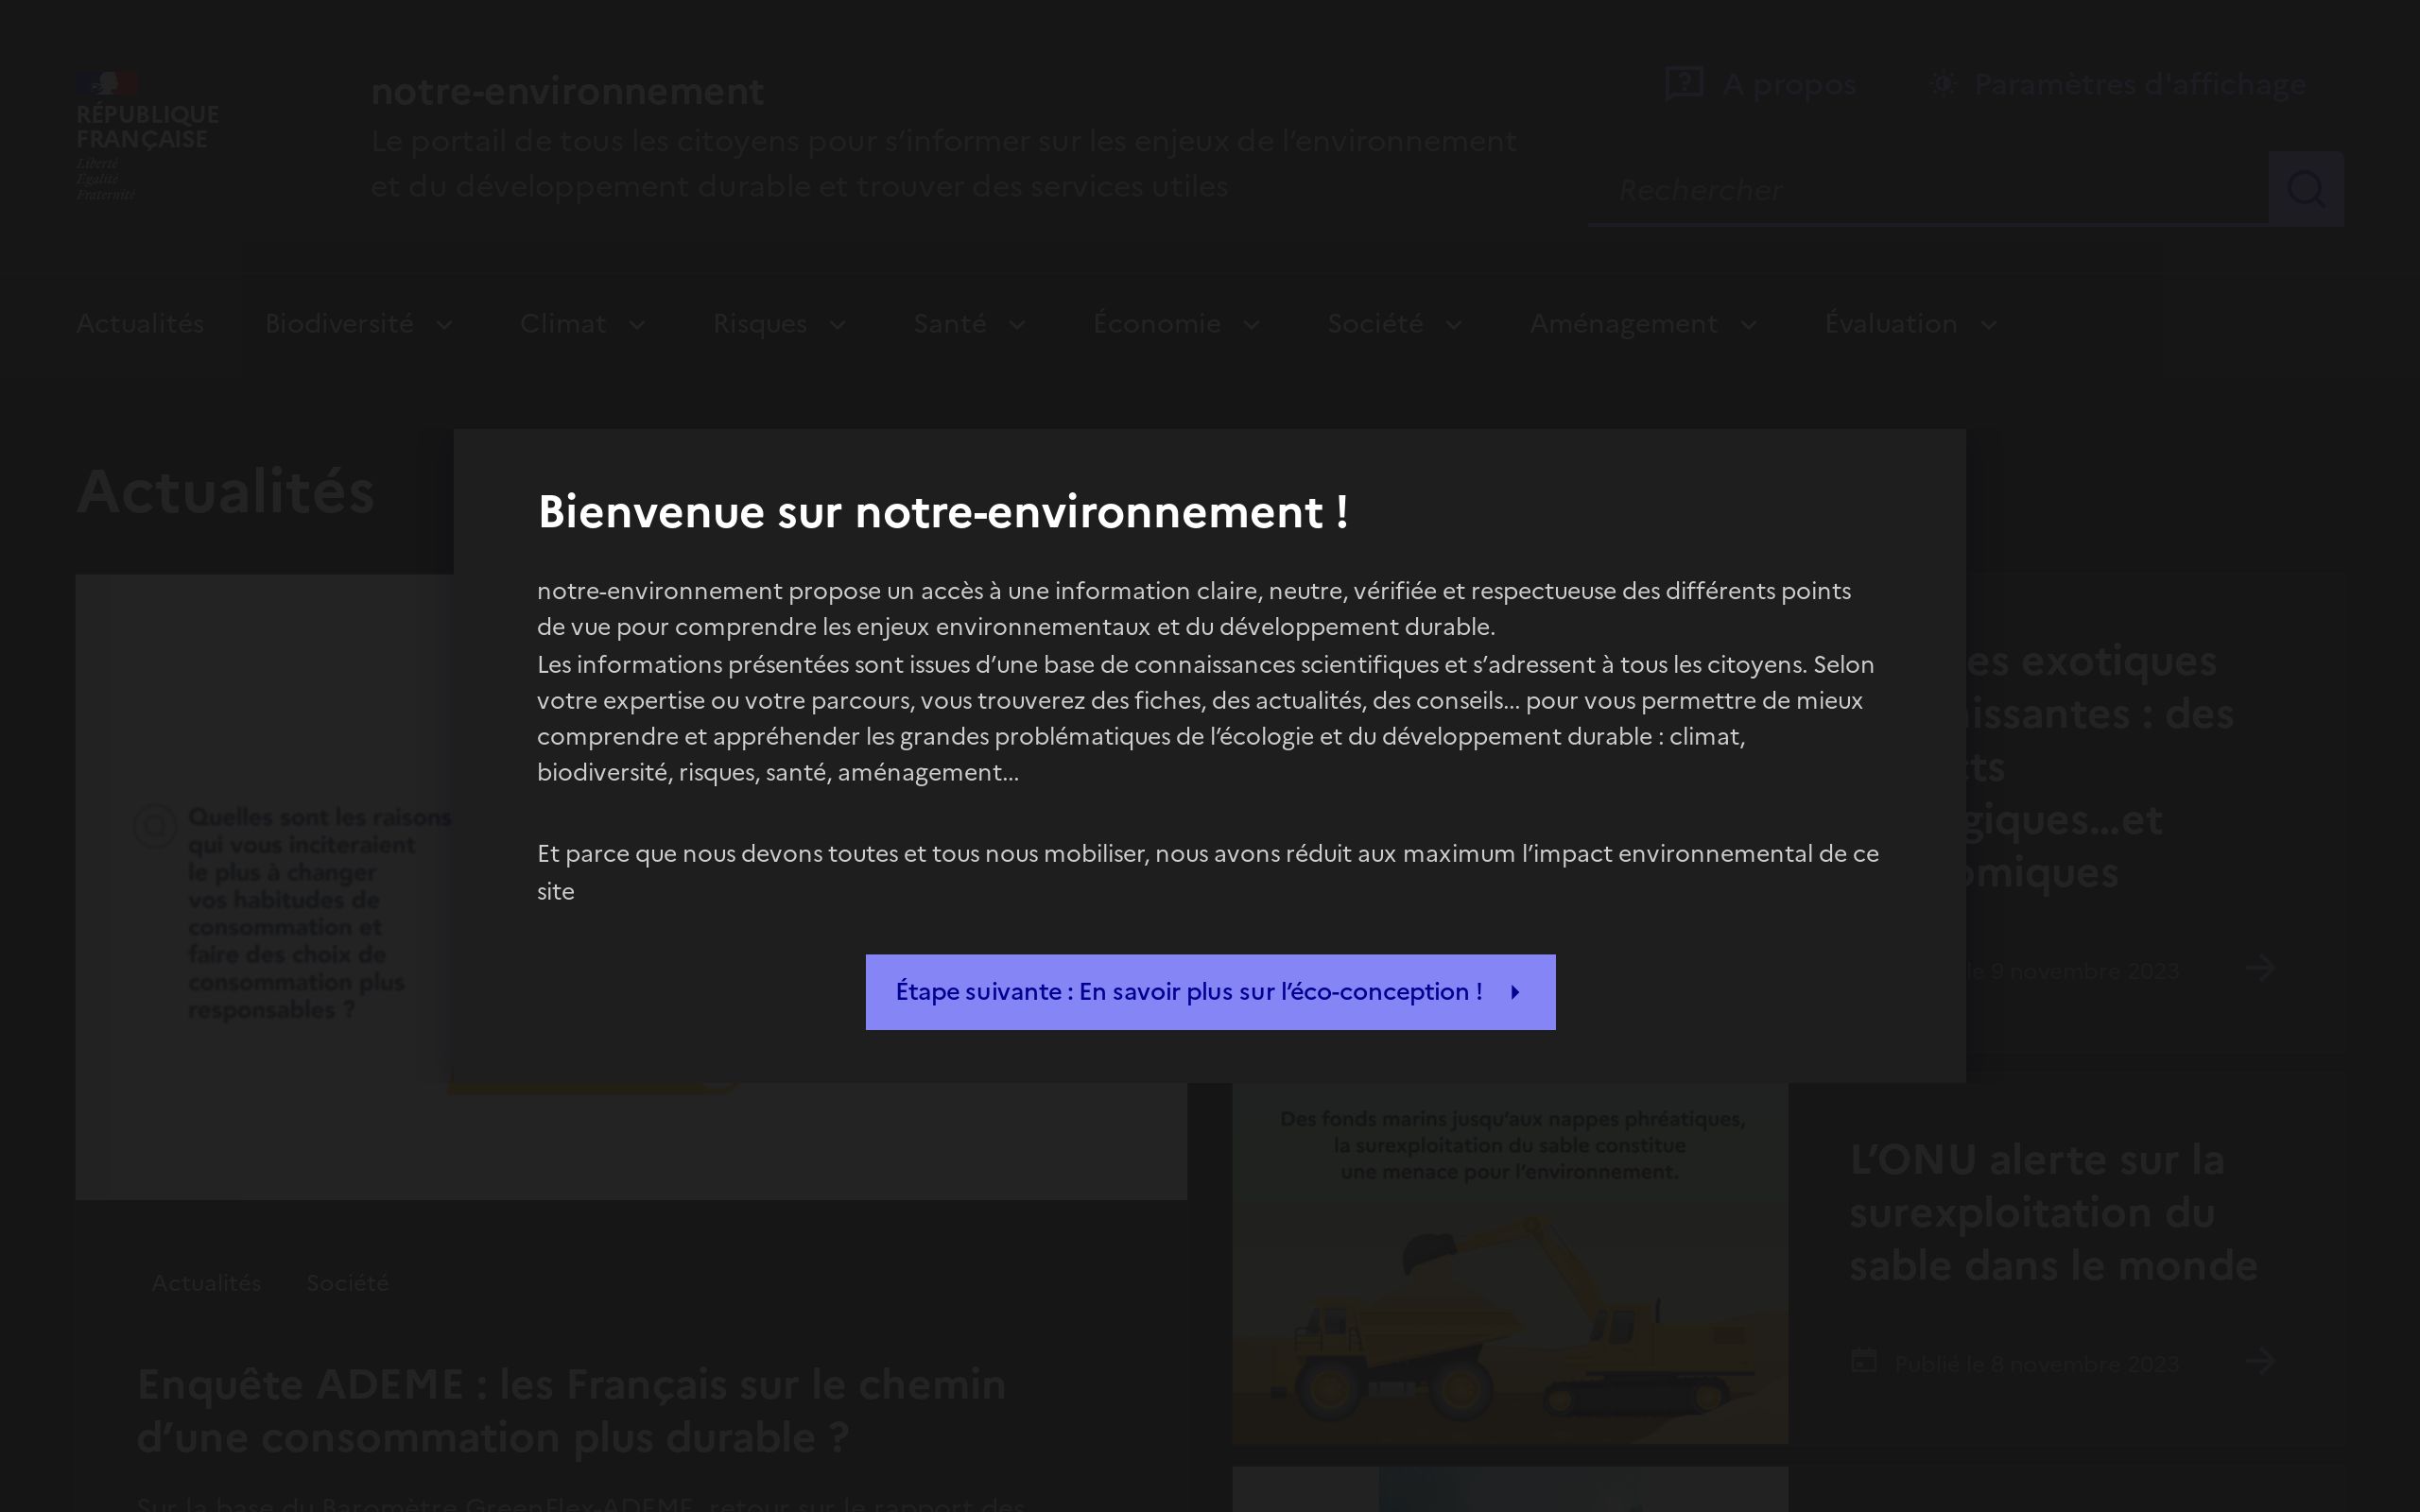 RÉPUBLIQUE
FRANÇAISE
Liberté
Égalité
Fraternité
notre-environnement
Le portail de tous les citoyens pour s’informer sur les enjeux de l’environnement
et du développement durable et trouver des services utiles
A propos
Paramètres d'affichage
Rechercher
Actualités Biodiversité Climat Risques Santé Économie Société Aménagement Évaluation
Actualités
Bienvenue sur notre-environnement !
notre-environnement propose un accès à une information claire, neutre, vérifiée et respectueuse des différents points
de vue pour comprendre les enjeux environnementaux et du développement durable.
Les informations présentées sont issues d’une base de connaissances scientifiques et s’adressent à tous les citoyens. Selon
votre expertise ou votre parcours, vous trouverez des fiches, des actualités, des conseils... pour vous permettre de mieux
comprendre et appréhender les grandes problématiques de l’écologie et du développement durable : climat,
biodiversité, risques, santé, aménagement...
Et parce que nous devons toutes et tous nous mobiliser, nous avons réduit aux maximum l’impact environnemental de ce
site
Étape suivante : En savoir plus sur l’éco-conception !
Quelles sont les raisons
qui vous inciteraient
le plus à changer
vos habitudes de
consommation et
faire des choix de
consommation plus
responsables ?
Actualités Société
Enquête ADEME : les Français sur le chemin
d’une consommation plus durable ?
Sur la base du Baromètre GreenFlex-ADEME, retour sur le rapport des
exotiques
: des
et
le 9 novembre 2023
Des fonds marins jusqu’aux nappes phréatiques,
la surexploitation du sable constitue
une menace pour l’environnement.
L’ONU alerte sur la
surexploitation du
sable dans le monde
Publié le 8 novembre 2023